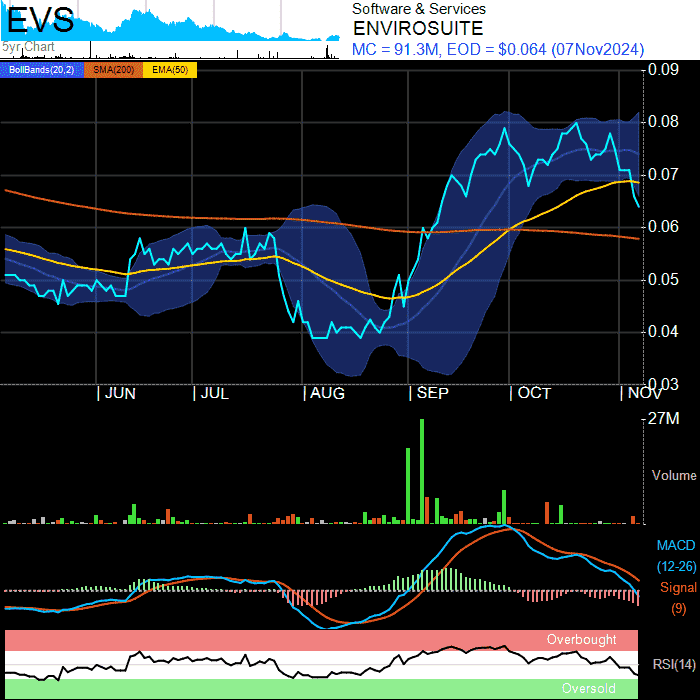 EVS
5yr Chart
Software & Services
ENVIROSUITE
MC = 91.3M, EOD = $0.064 (07Nov2024)
BollBands(20,2) SMA(200) EMA(50)
0.09
0.08
0.07
0.06
0.05
0.04
0.03
JUN JUL AUG SEP OCT NOV
27M
Volume
MACD
(12-26)
Signal
(9)
Overbought
RSI(14)
Oversold